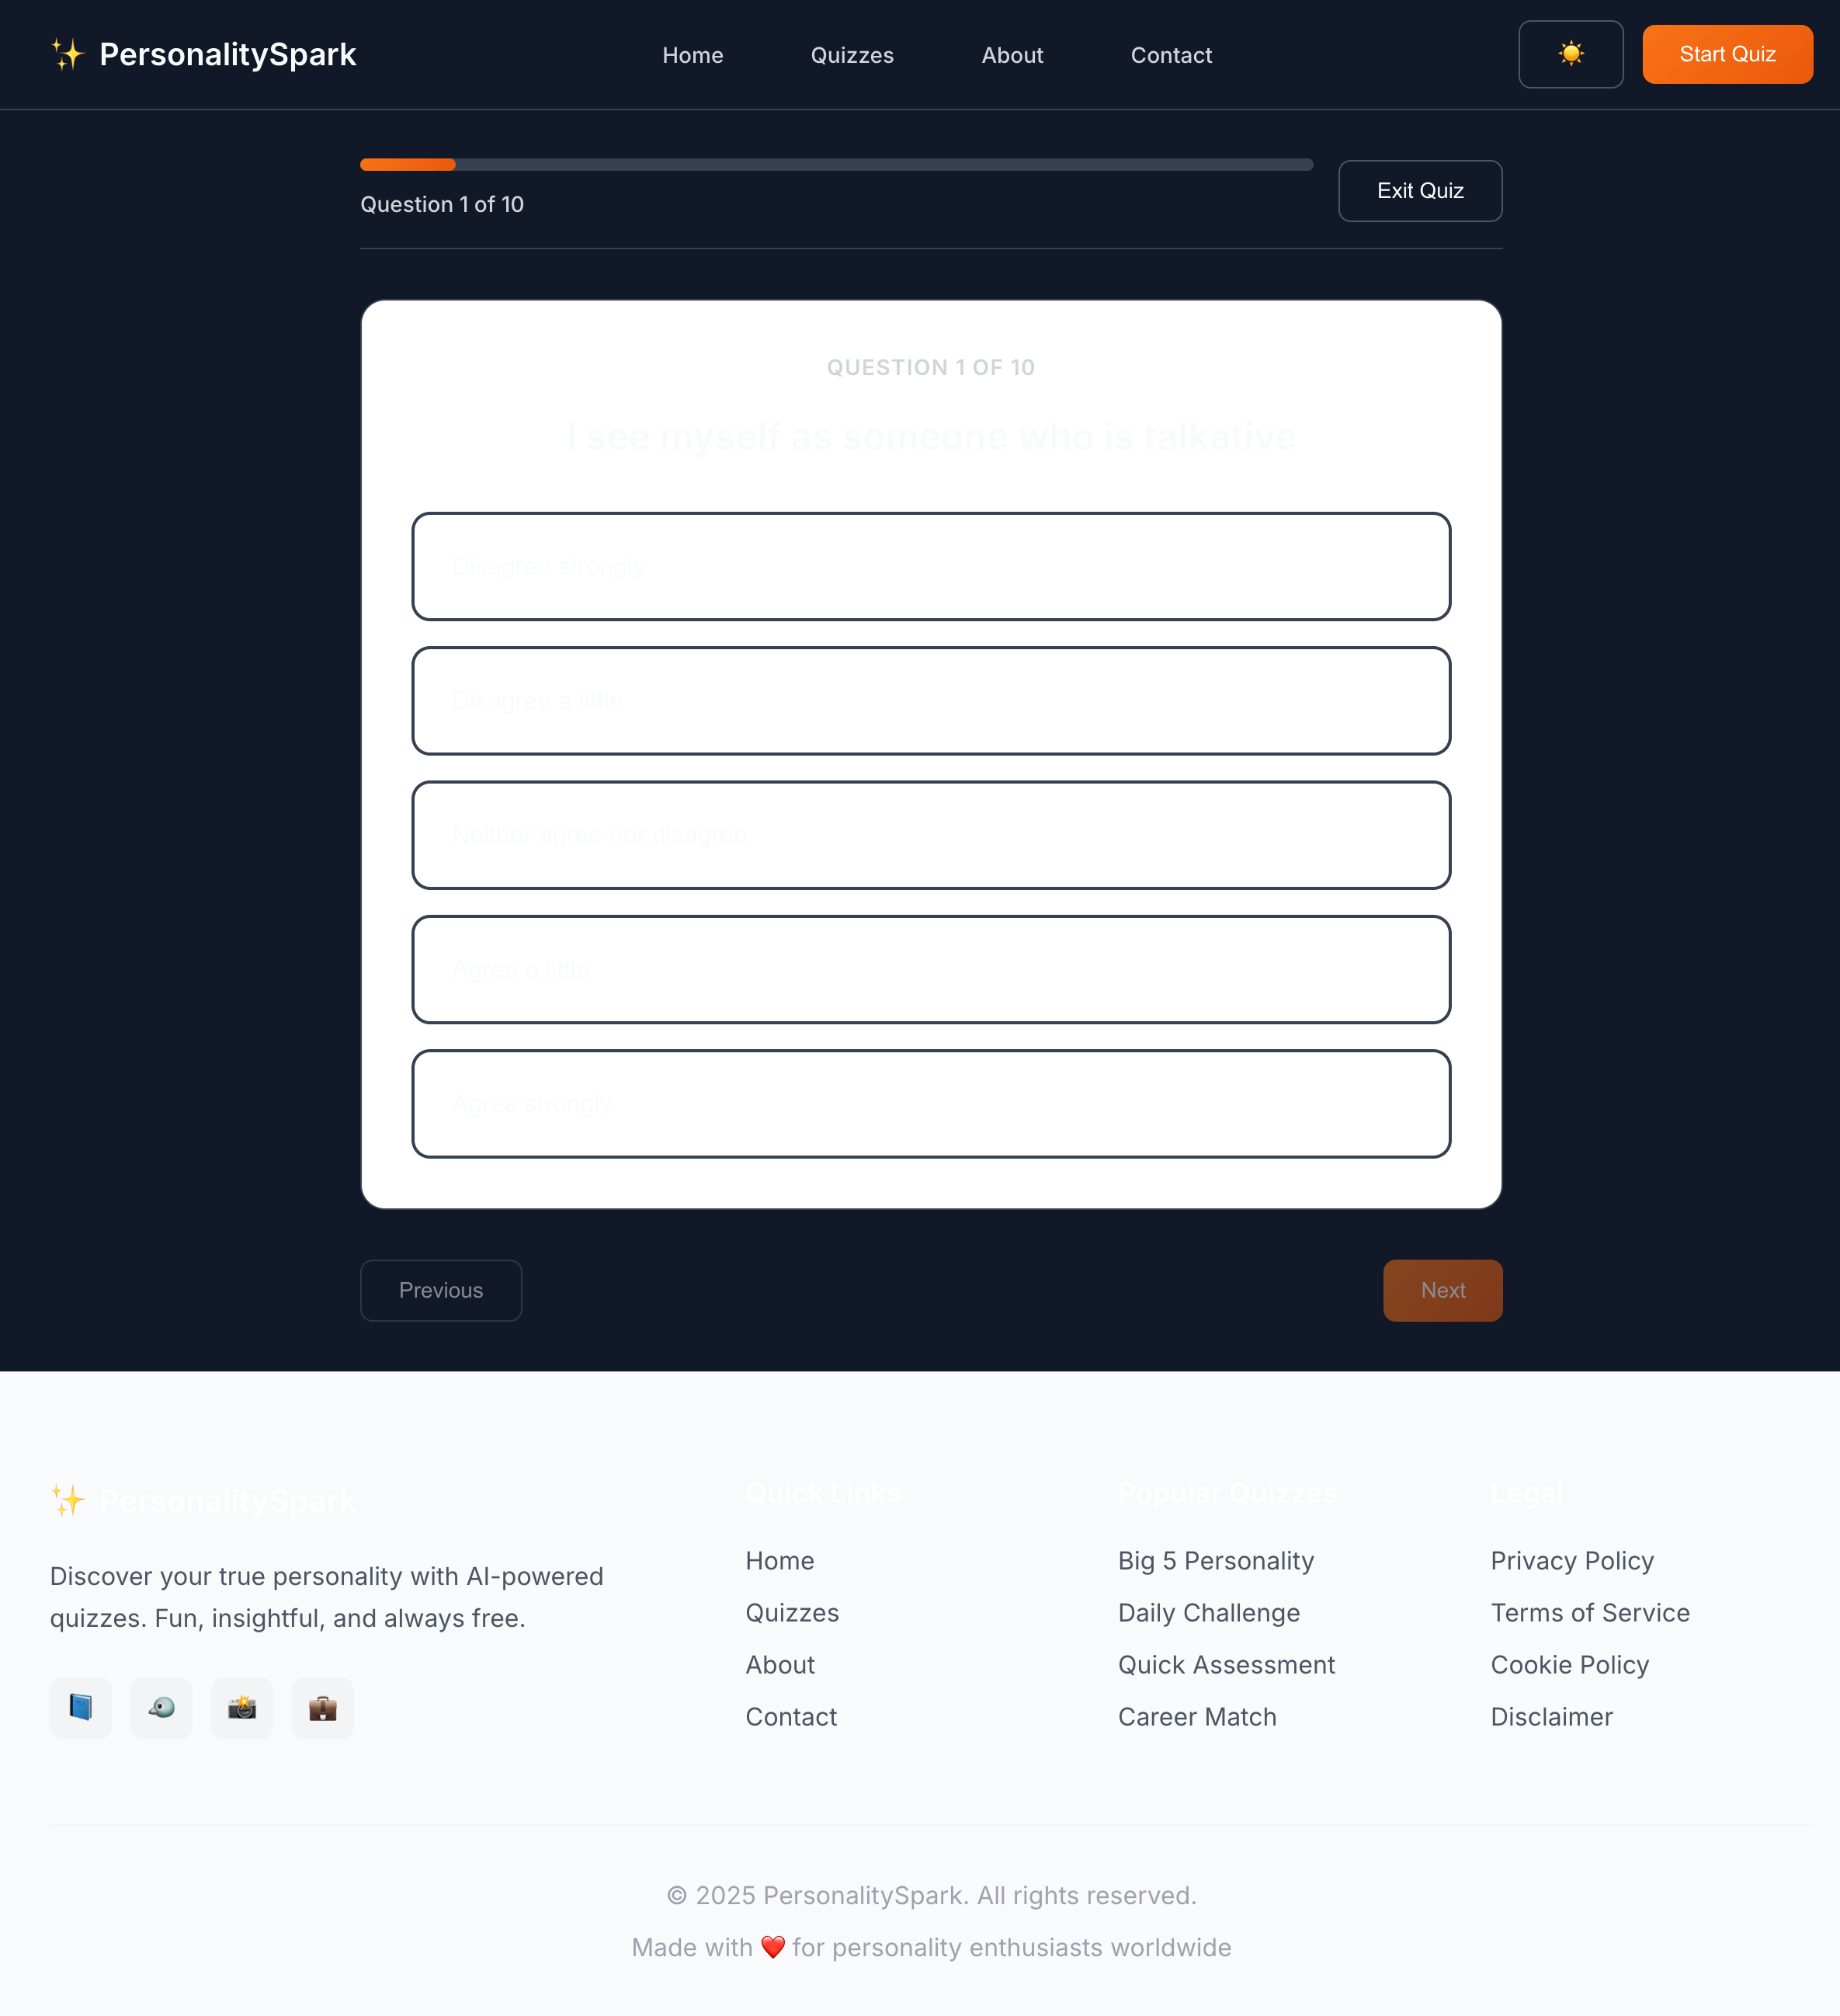 PersonalitySpark
Home
Quizzes
About
Contact
Start Quiz
Question 1 of 10
Exit Quiz
QUESTION 1 OF 10
I see myself as someone who is talkative
Disagree strongly
Disagree a little
Neither agree nor disagree
Agree a little
Agree strongly
Previous
Next
PersonalitySpark
Discover your true personality with AI-powered
quizzes. Fun, insightful, and always free.
Quick Links
Home
Quizzes
About
Contact
Popular Quizzes
Big 5 Personality
Daily Challenge
Quick Assessment
Career Match
Legal
Privacy Policy
Terms of Service
Cookie Policy
Disclaimer
© 2025 PersonalitySpark. All rights reserved.
Made with ❤️ for personality enthusiasts worldwide